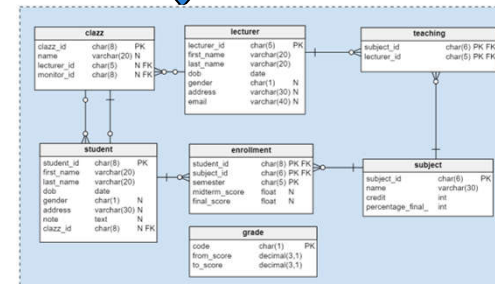 clazz
clazz_id char(8) PK
name varchar(20) N
lecturer_id char(5) N FK
monitor_id char(8) N FK
lecturer
lecturer_id char(5) PK
first_name varchar(20)
last_name varchar(20)
dob date
gender char(1) N
address varchar(30) N
email varchar(40) N
teaching
subject_id char(6) PK FK
lecturer_id char(5) PK FK
student
student_id char(8) PK
first_name varchar(20)
last_name varchar(20)
dob date
gender char(1) N
address varchar(30) N
note text N
clazz_id char(8) N FK
enrollment
student_id char(8) PK FK
subject_id char(6) PK FK
semester char(5) PK
midterm_score float N
final_score float N
subject
subject_id char(6) PK
name varchar(30)
credit int
percentage_final_ int
grade
code char(1) PK
from_score decimal(3,1)
to_score decimal(3,1)